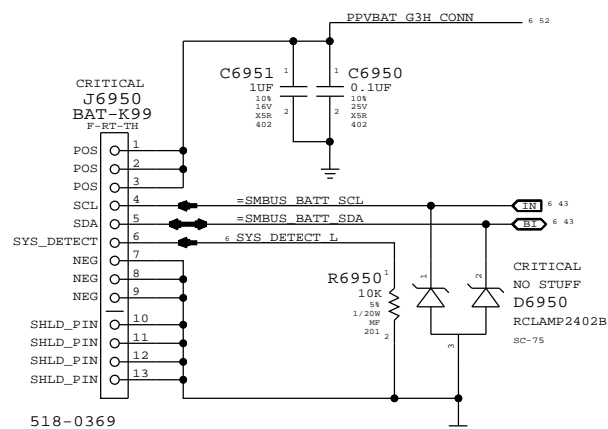 PPVBAT_G3H_CONN 6 52
C6951 1 C6950 1
1UF 0.1UF
10% 10%
16V 2 25V 2
X5R X5R
402 402
CRITICAL
J6950
BAT-K99
F-RT-TH
POS 1
POS 2
POS 3
SCL 4 =SMBUS_BATT_SCL IN 6 43
SDA 5 =SMBUS_BATT_SDA BI 6 43
SYS_DETECT 6 6 SYS_DETECT_L
NEG 7
NEG 8
NEG 9
SHLD_PIN 10
SHLD_PIN 11
SHLD_PIN 12
SHLD_PIN 13
R6950 1
10K
5%
1/20W
MF
201 2
1 2
3
CRITICAL
NO STUFF
D6950
RCLAMP2402B
SC-75
518-0369